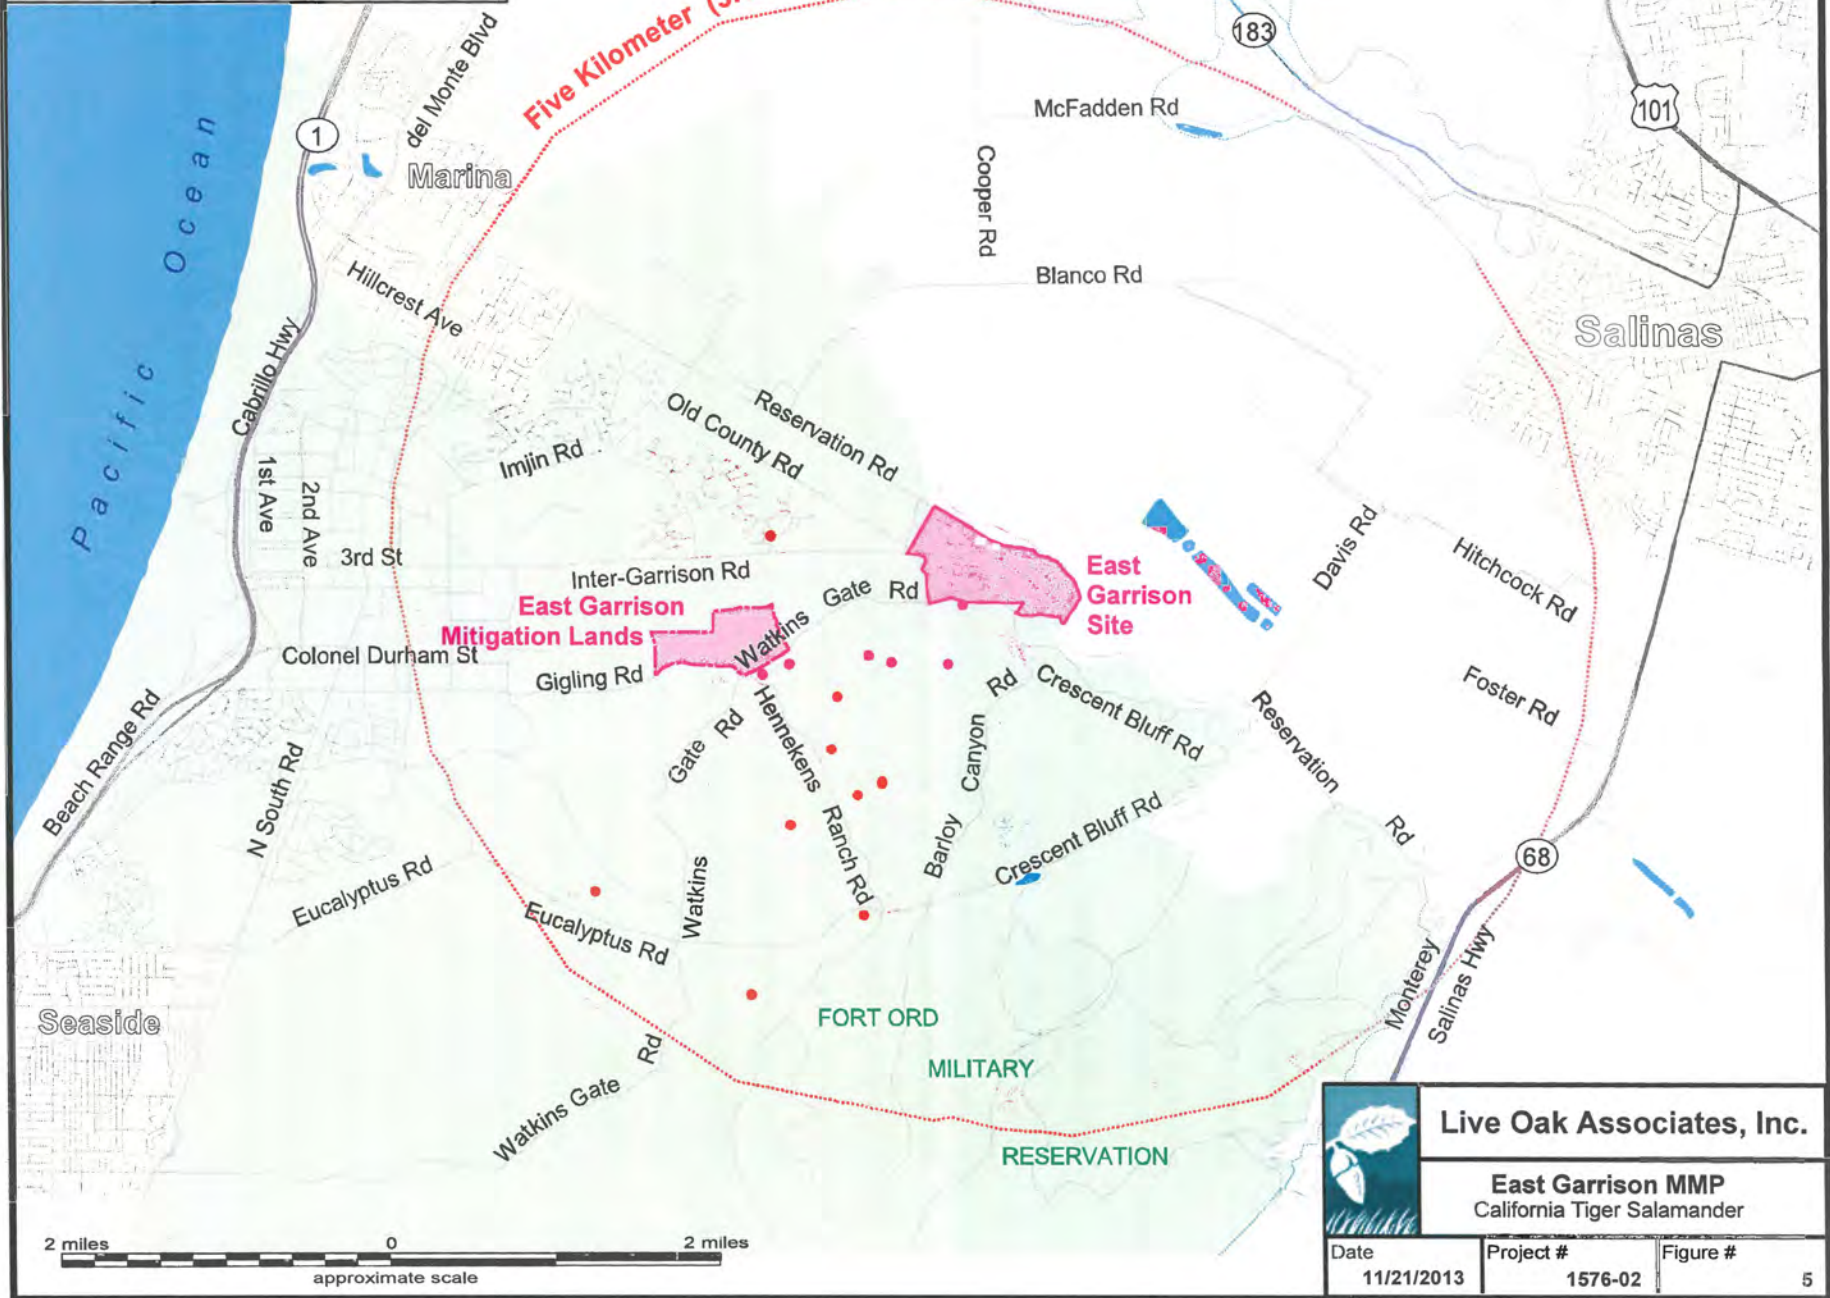 Five Kilometer
183
101
1
del Monte Blvd
McFadden Rd
Marina
Cooper Rd
Pacific Ocean
Hillcrest Ave
Blanco Rd
Salinas
Cabrillo Hwy
Reservation Rd
Old County Rd
Imjin Rd
1st Ave
2nd Ave
3rd St
Inter-Garrison Rd
Watkins Gate Rd
East
Garrison
Site
Davis Rd
Hitchcock Rd
East Garrison
Mitigation Lands
Colonel Durham St
Gigling Rd
Foster Rd
Crescent Bluff Rd
Reservation Rd
Beach Range Rd
N South Rd
Watkins Gate Rd
Hennekens Ranch Rd
Barloy Canyon Rd
Crescent Bluff Rd
68
Eucalyptus Rd
Eucalyptus Rd
Monterey
Salinas Hwy
Seaside
FORT ORD
MILITARY
RESERVATION
Watkins Gate Rd
2 miles 0 2 miles
approximate scale
Live Oak Associates, Inc.
East Garrison MMP
California Tiger Salamander
Date
11/21/2013
Project #
1576-02
Figure #
5